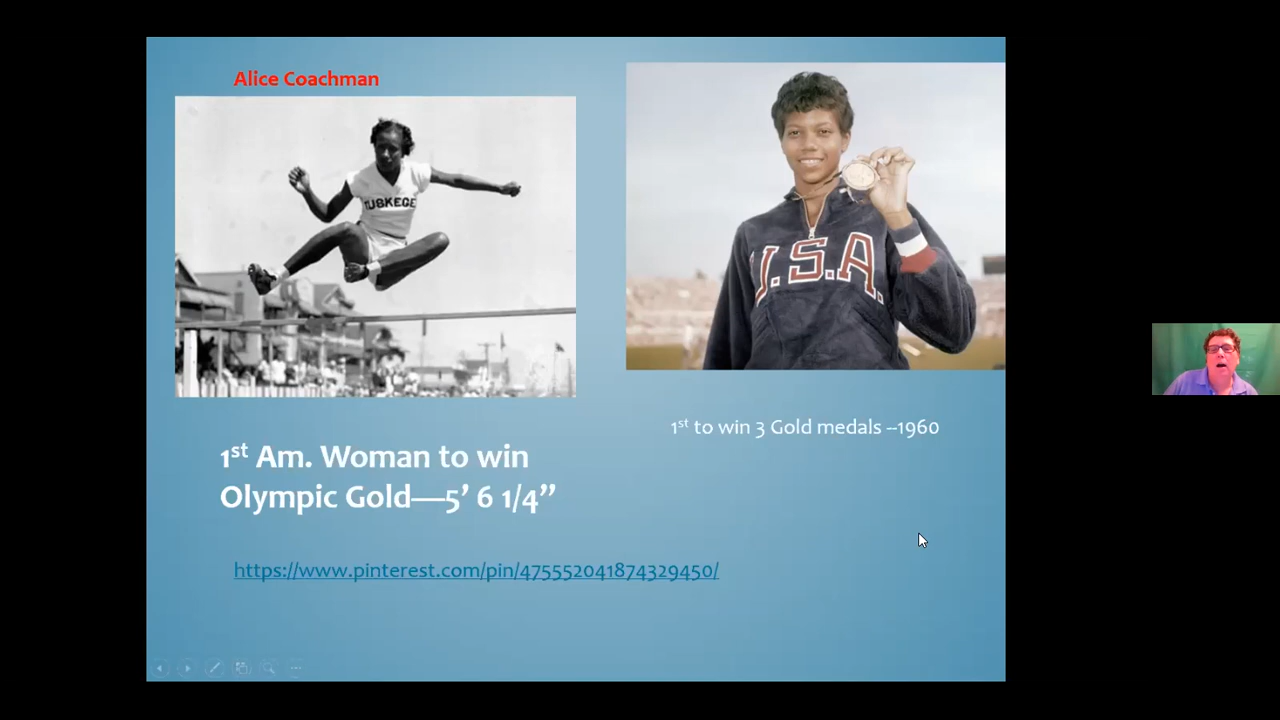 Alice Coachman
TUSKEGE
U.S.A.
1st to win 3 Gold medals –1960
1st Am. Woman to win
Olympic Gold—5’ 6 1/4”
https://www.pinterest.com/pin/475552041874329450/